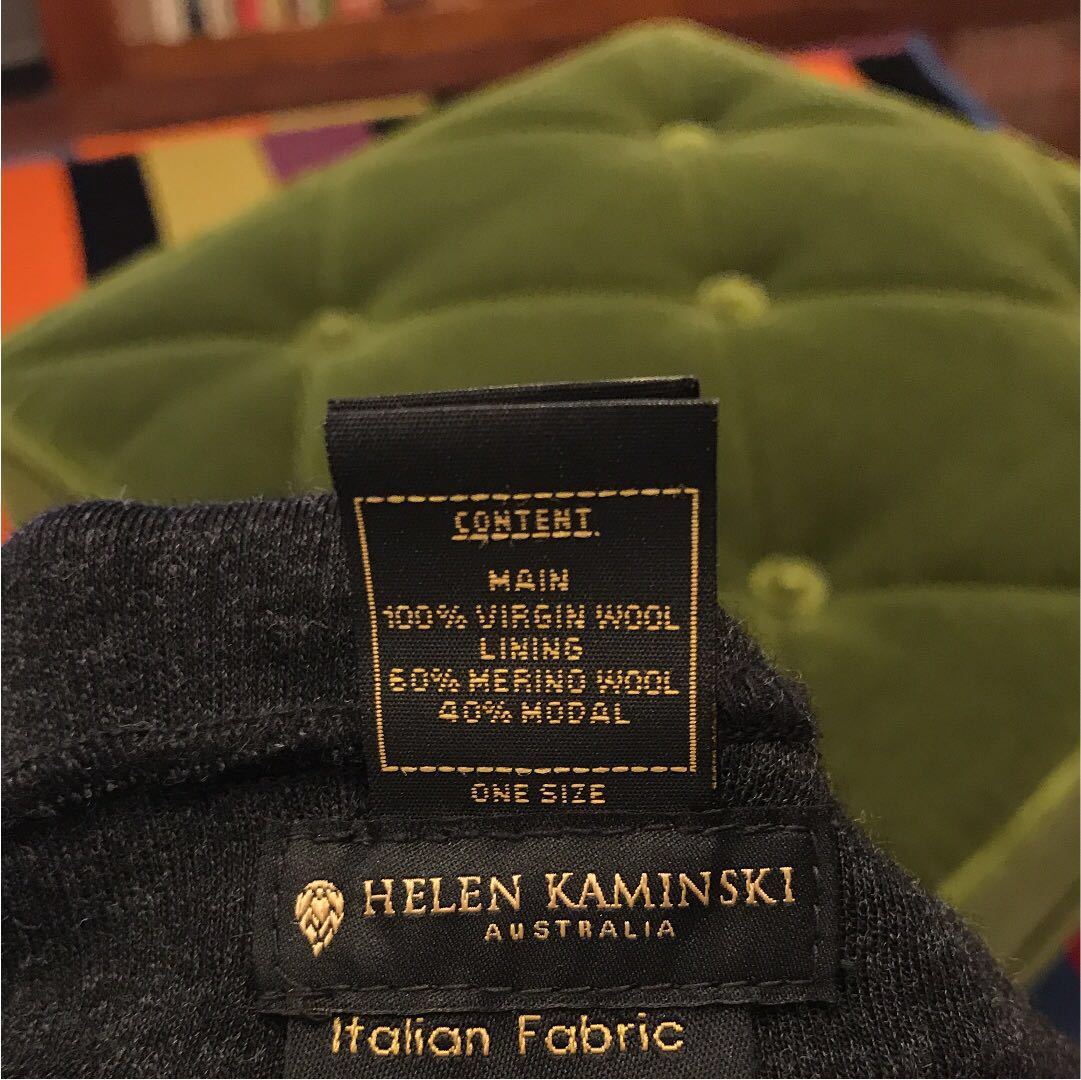 CONTENT
MAIN
100% VIRGIN WOOL
LINING
60% MERINO WOOL
40% MODAL
ONE SIZE
HELEN KAMINSKI
AUSTRALIA
Italian Fabric